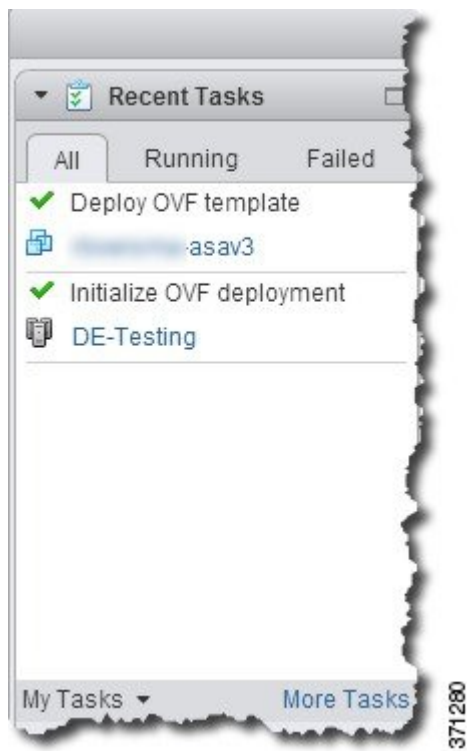 Recent Tasks
All Running Failed
Deploy OVF template
-asav3
Initialize OVF deployment
DE-Testing
My Tasks More Tasks
371280